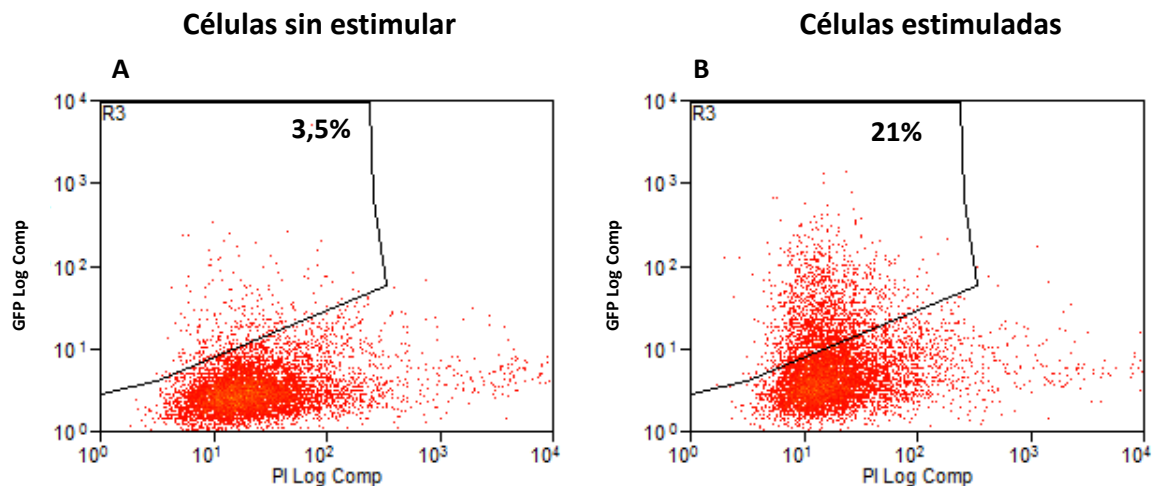 Células sin estimular
Células estimuladas
A
10⁴
R3
3,5%
10³
10²
10¹
10⁰
GFP Log Comp
10⁰ 10¹ 10² 10³ 10⁴
PI Log Comp
B
10⁴
R3
21%
10³
10²
10¹
10⁰
GFP Log Comp
10⁰ 10¹ 10² 10³ 10⁴
PI Log Comp